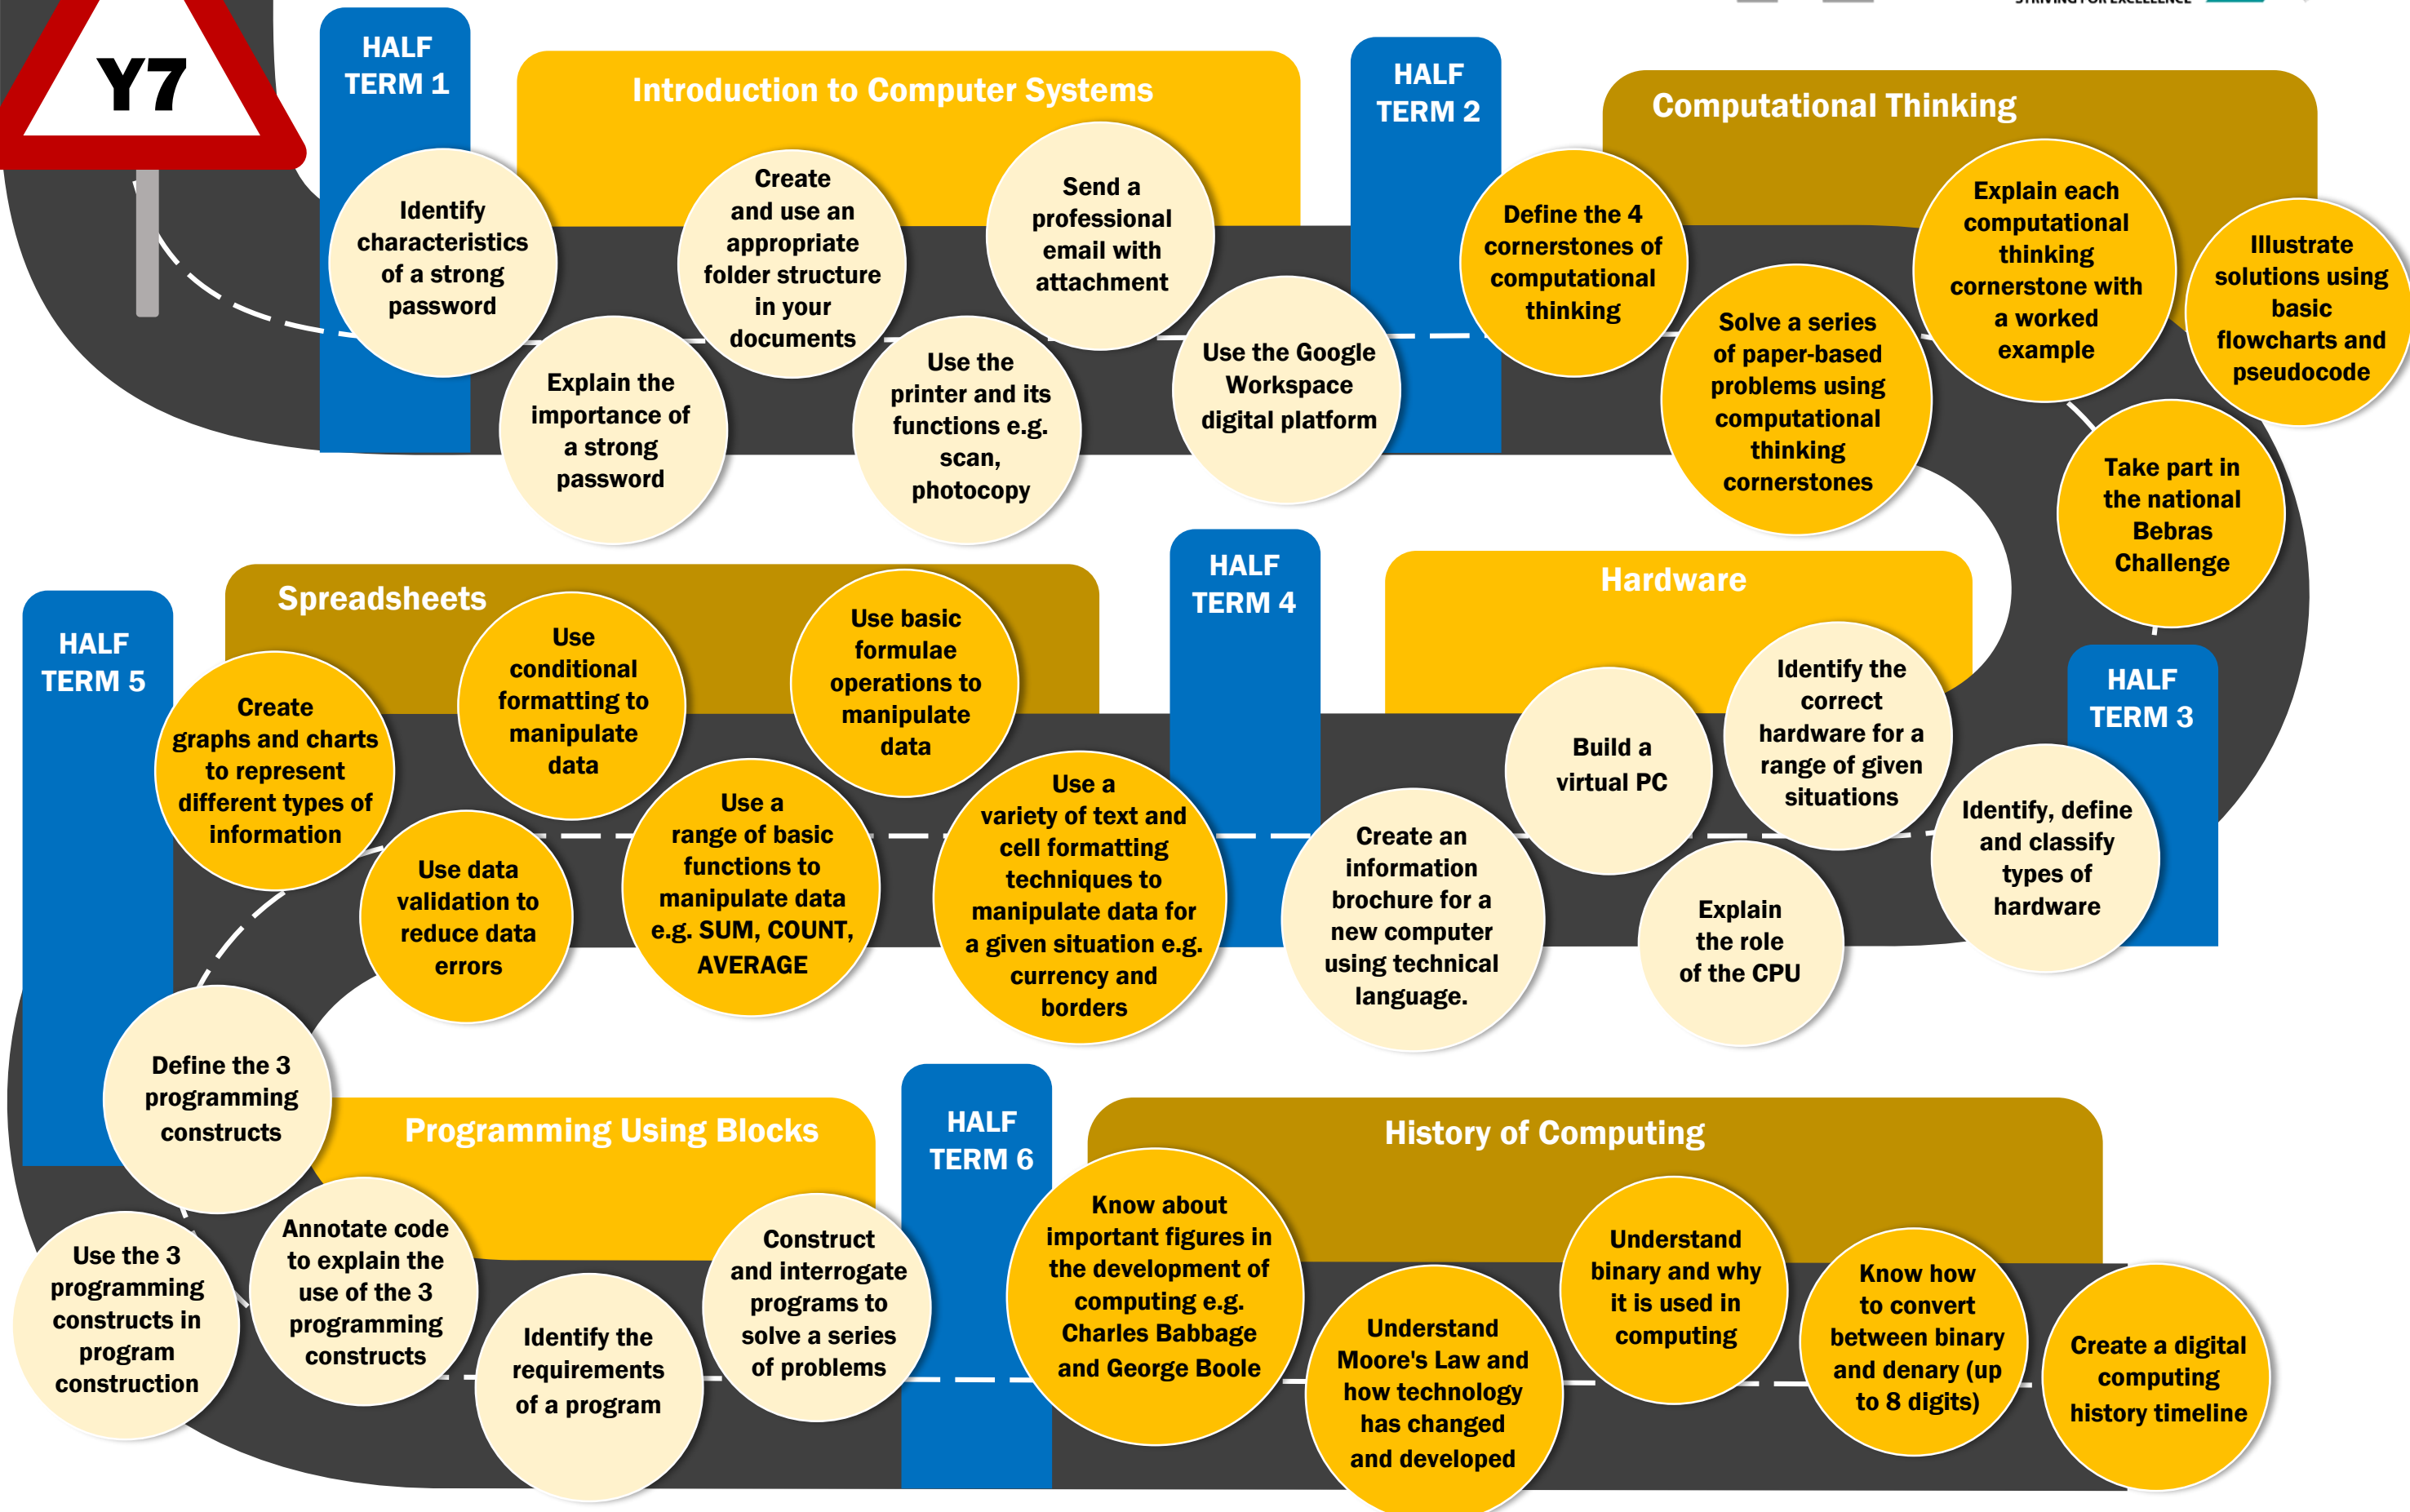 STRIVING FOR EXCELLENCE
Y7
HALF
TERM 1
Introduction to Computer Systems
Identify
characteristics
of a strong
password
Explain the
importance of
a strong
password
Create
and use an
appropriate
folder structure
in your
documents
Use the
printer and its
functions e.g.
scan,
photocopy
Send a
professional
email with
attachment
Use the Google
Workspace
digital platform
HALF
TERM 2
Computational Thinking
Define the 4
cornerstones of
computational
thinking
Solve a series
of paper-based
problems using
computational
thinking
cornerstones
Explain each
computational
thinking
cornerstone with
a worked
example
Illustrate
solutions using
basic
flowcharts and
pseudocode
Take part in
the national
Bebras
Challenge
HALF
TERM 3
Hardware
Identify, define
and classify
types of
hardware
Identify the
correct
hardware for a
range of given
situations
Explain
the role
of the CPU
Build a
virtual PC
Create an
information
brochure for a
new computer
using technical
language.
HALF
TERM 4
Spreadsheets
Use a
variety of text and
cell formatting
techniques to
manipulate data for
a given situation e.g.
currency and
borders
Use basic
formulae
operations to
manipulate
data
Use a
range of basic
functions to
manipulate data
e.g. SUM, COUNT,
AVERAGE
Use
conditional
formatting to
manipulate
data
Use data
validation to
reduce data
errors
Create
graphs and charts
to represent
different types of
information
HALF
TERM 5
Programming Using Blocks
Define the 3
programming
constructs
Use the 3
programming
constructs in
program
construction
Annotate code
to explain the
use of the 3
programming
constructs
Identify the
requirements
of a program
Construct
and interrogate
programs to
solve a series
of problems
HALF
TERM 6
History of Computing
Know about
important figures in
the development of
computing e.g.
Charles Babbage
and George Boole
Understand
Moore's Law and
how technology
has changed
and developed
Understand
binary and why
it is used in
computing
Know how
to convert
between binary
and denary (up
to 8 digits)
Create a digital
computing
history timeline